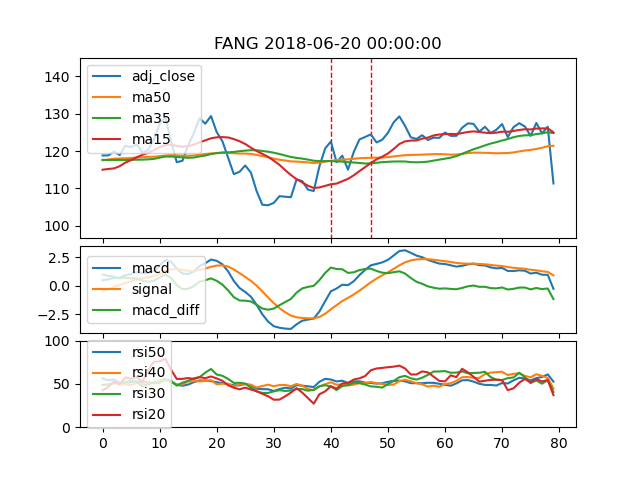 FANG 2018-06-20 00:00:00
140
130
120
110
100
adj_close
ma50
ma35
ma15
2.5
0.0
−2.5
macd
signal
macd_diff
100
50
0
rsi50
rsi40
rsi30
rsi20
0 10 20 30 40 50 60 70 80